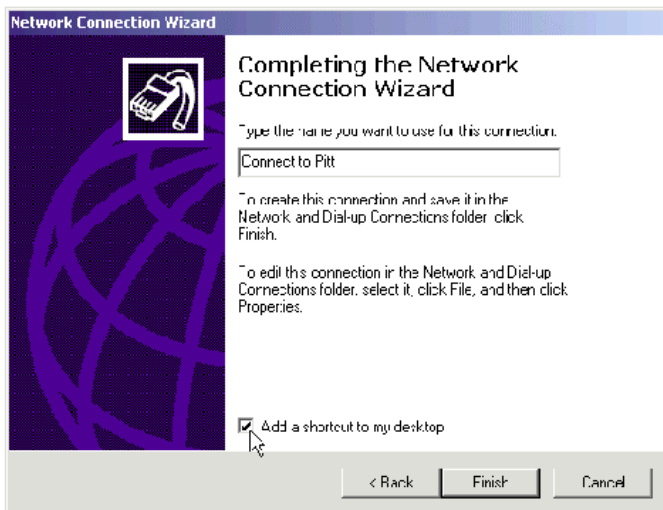 Network Connection Wizard
Completing the Network
Connection Wizard
Type the name you want to use for this connection:
Connect to Pitt
To create this connection and save it in the
Network and Dial-up Connections folder, click
Finish.
To edit this connection in the Network and Dial-up
Connections folder, select it, click File, and then click
Properties.
Add a shortcut to my desktop
< Back
Finish
Cancel